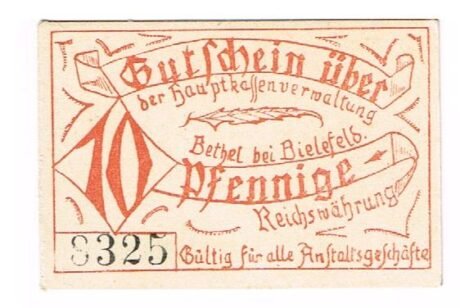 Gutschein über
der Hauptkassenverwaltung
Bethel bei Bielefeld.
10 Pfennige
Reichswährung
8325 Gültig für alle Anstaltsgeschäfte